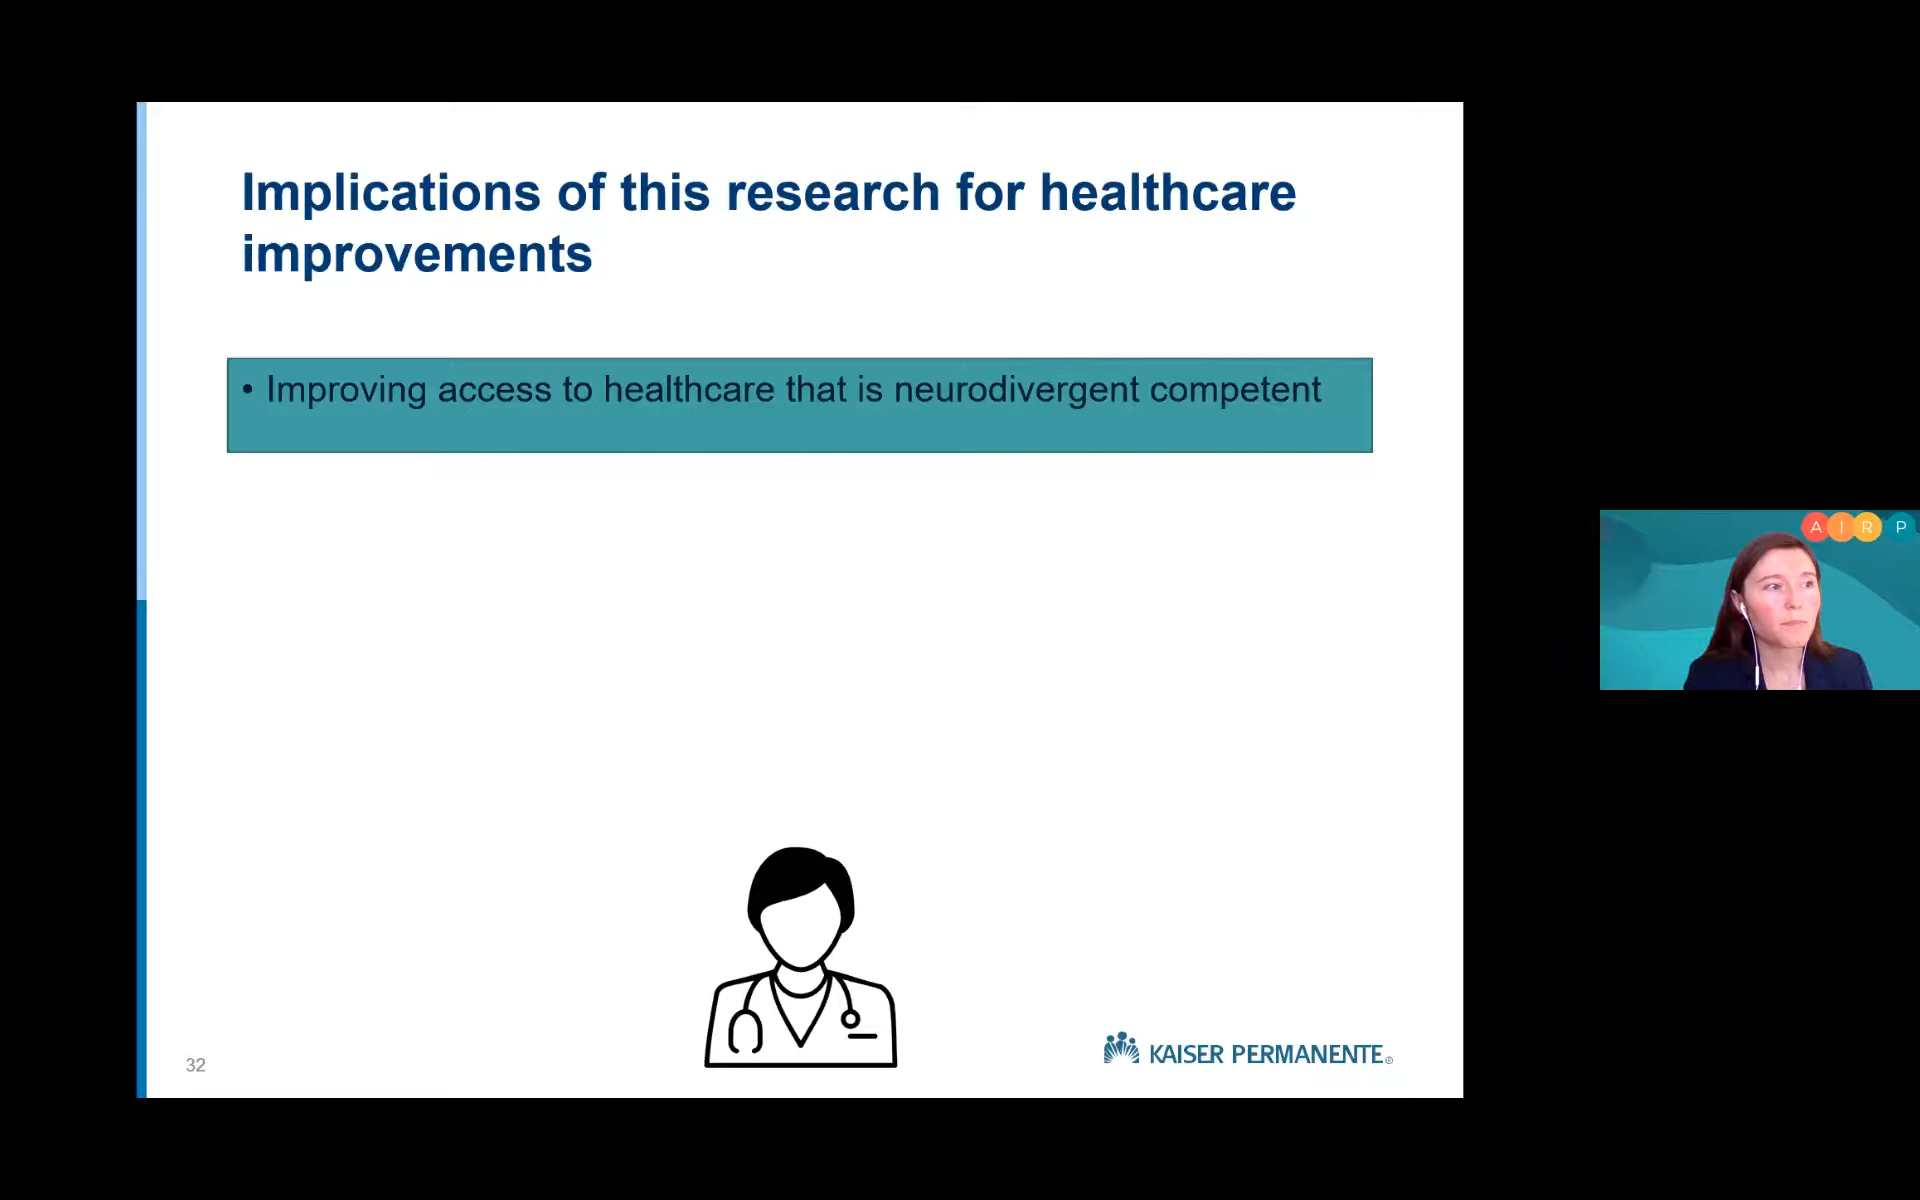 Implications of this research for healthcare
improvements
• Improving access to healthcare that is neurodivergent competent
A I R P
32
KAISER PERMANENTE®